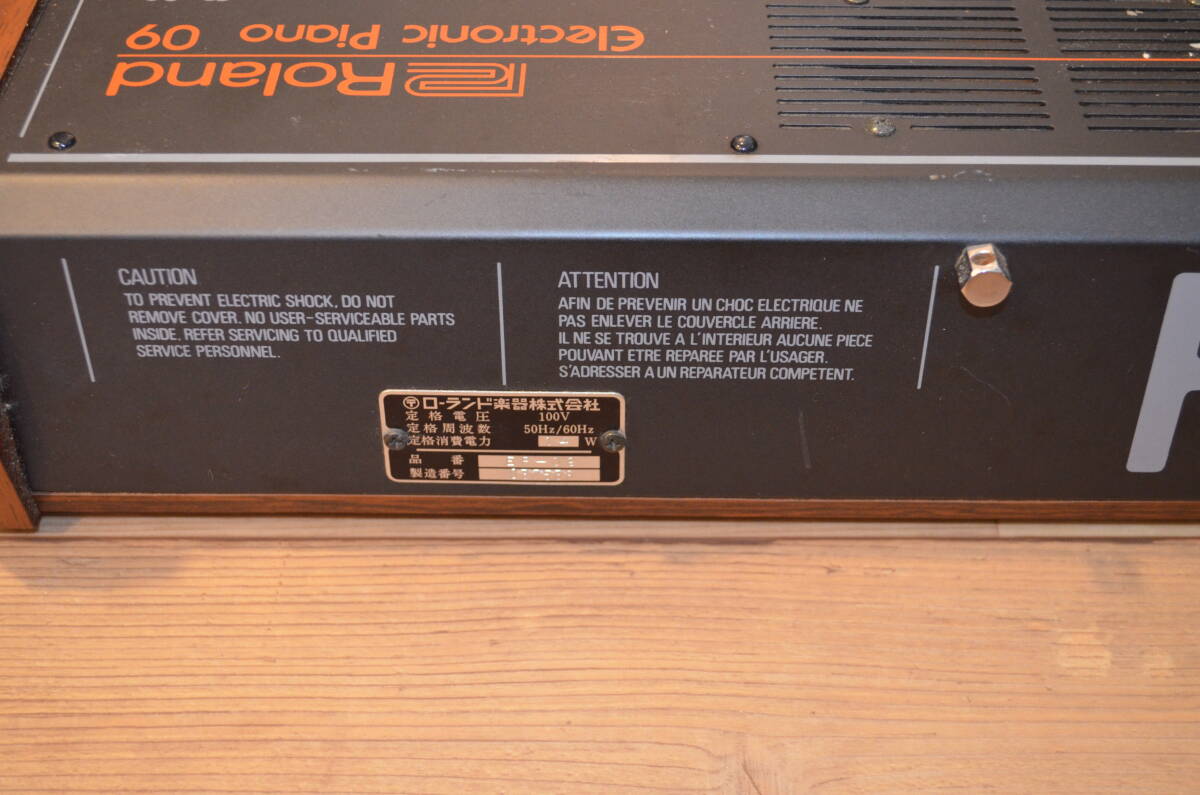 Electronic Piano 09
Roland
CAUTION
TO PREVENT ELECTRIC SHOCK, DO NOT
REMOVE COVER. NO USER-SERVICEABLE PARTS
INSIDE. REFER SERVICING TO QUALIFIED
SERVICE PERSONNEL.
ATTENTION
AFIN DE PREVENIR UN CHOC ELECTRIQUE NE
PAS ENLEVER LE COUVERCLE ARRIERE.
IL NE SE TROUVE A L'INTERIEUR AUCUNE PIECE
POUVANT ETRE REPAREE PAR L'USAGER.
S'ADRESSER A UN REPARATEUR COMPETENT.
〶ローランド楽器株式会社
定格電圧 100V
定格周波数 50Hz/60Hz
定格消費電力 W
品番
製造番号